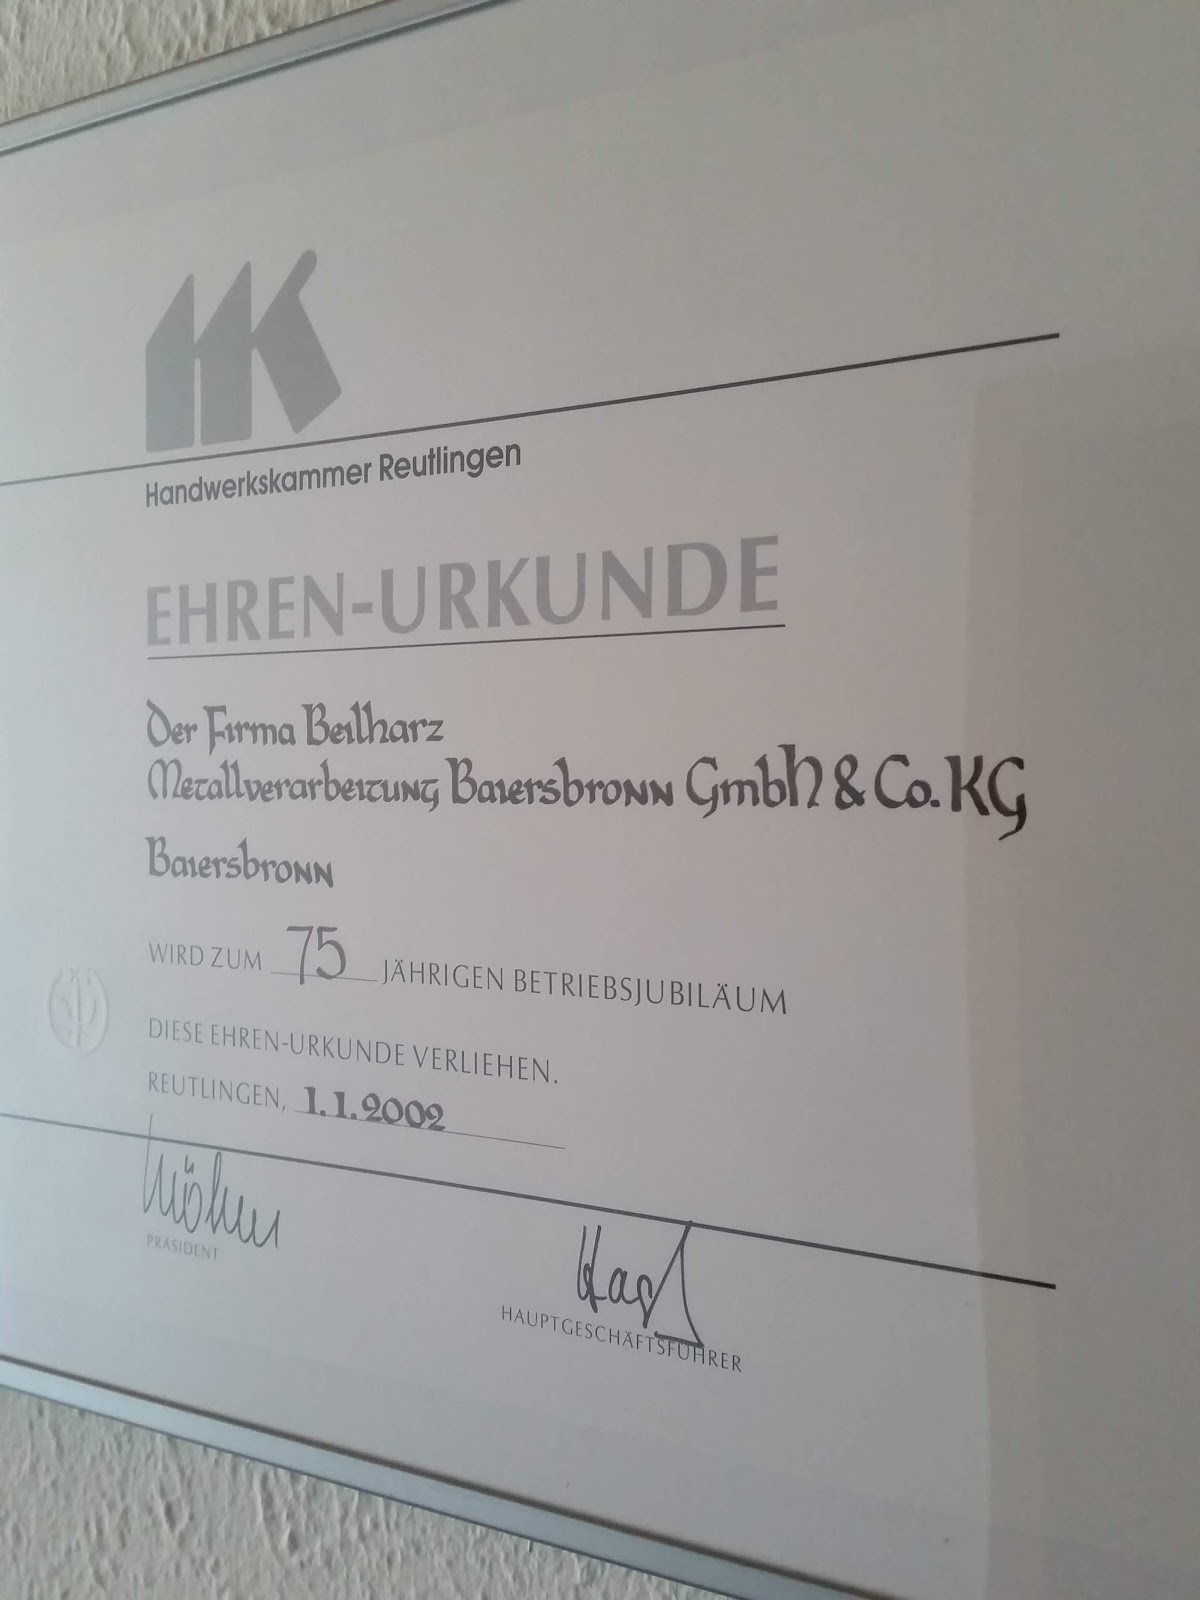 HK
Handwerkskammer Reutlingen
EHREN-URKUNDE
Der Firma Beilharz
Metallverarbeitung Baiersbronn GmbH & Co. KG
Baiersbronn
WIRD ZUM 75 JÄHRIGEN BETRIEBSJUBILÄUM
DIESE EHREN-URKUNDE VERLIEHEN.
REUTLINGEN, 1.1.2002
PRÄSIDENT
HAUPTGESCHÄFTSFÜHRER